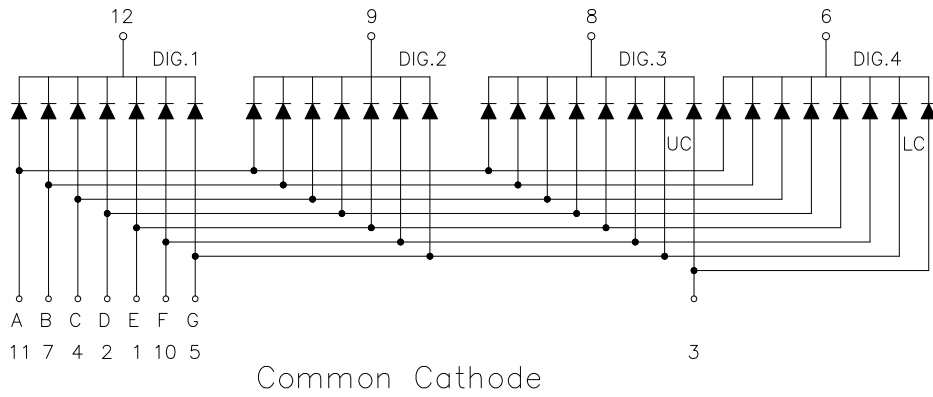 12 9 8 6
DIG.1 DIG.2 DIG.3 DIG.4
UC LC
A B C D E F G
11 7 4 2 1 10 5 3
Common Cathode